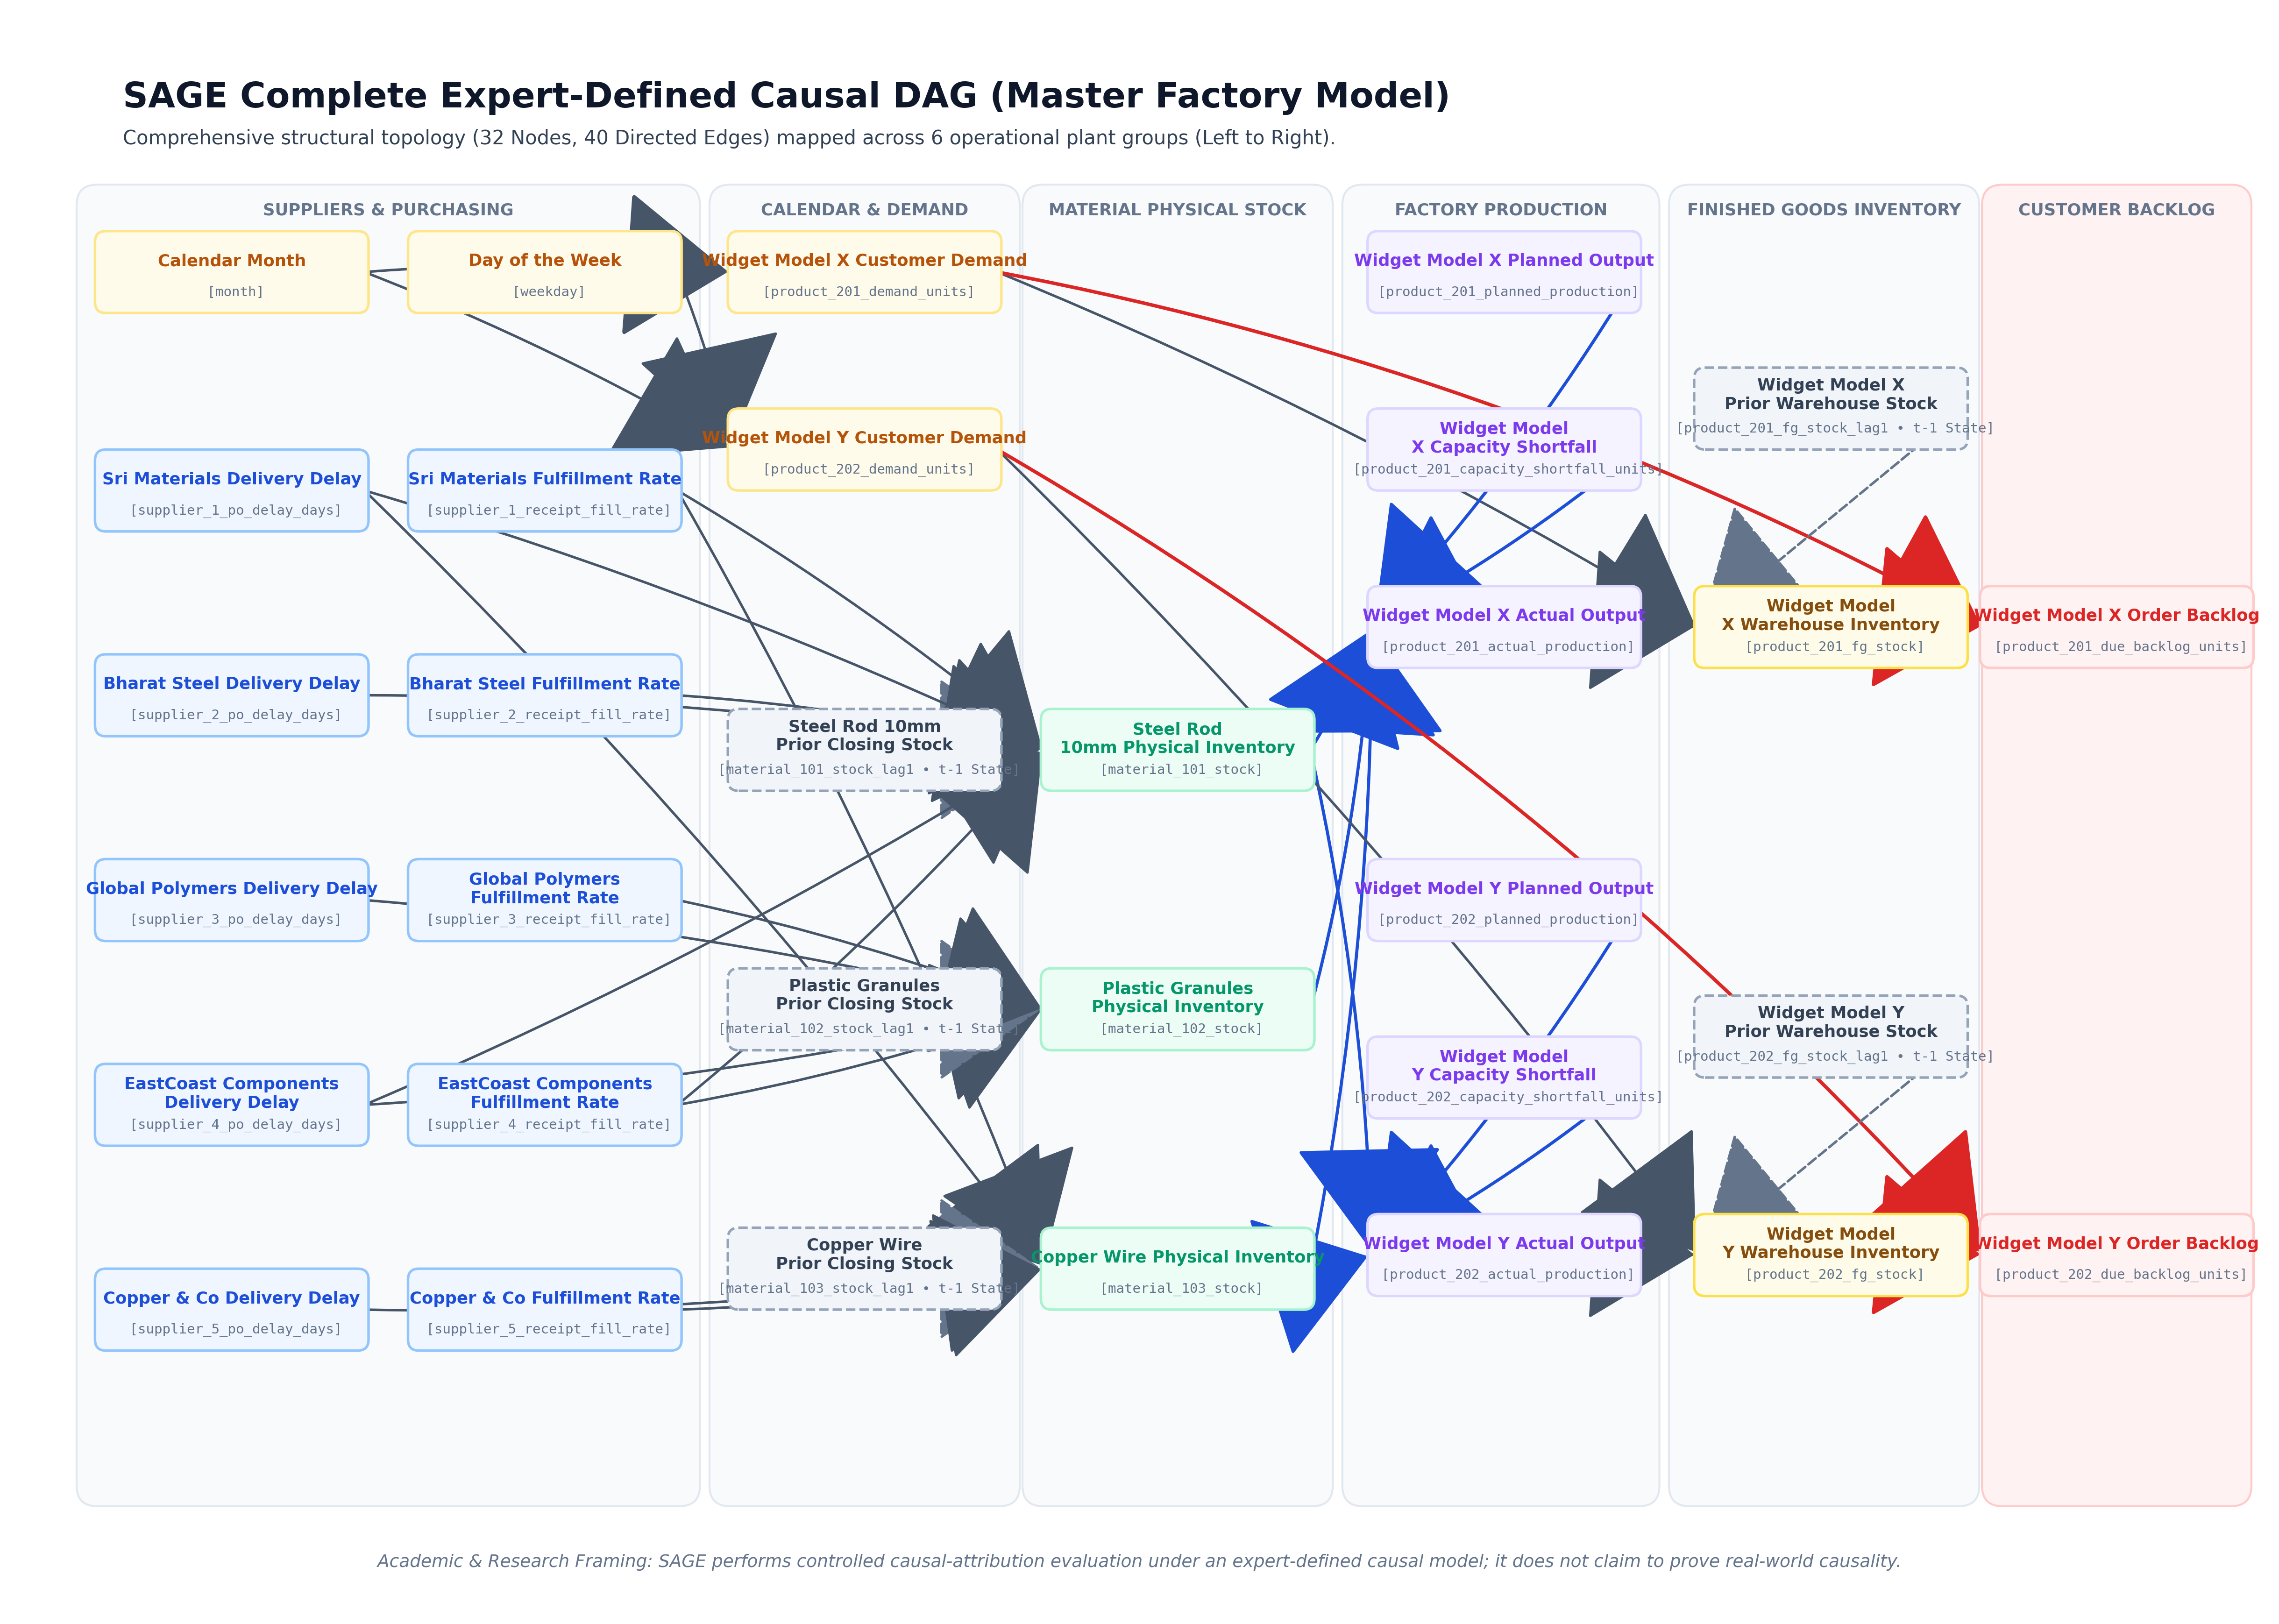 SAGE Complete Expert-Defined Causal DAG (Master Factory Model)
Comprehensive structural topology (32 Nodes, 40 Directed Edges) mapped across 6 operational plant groups (Left to Right).
SUPPLIERS & PURCHASING
Calendar Month
[month]
Day of the Week
[weekday]
Sri Materials Delivery Delay
[supplier_1_po_delay_days]
Sri Materials Fulfillment Rate
[supplier_1_receipt_fill_rate]
Bharat Steel Delivery Delay
[supplier_2_po_delay_days]
Bharat Steel Fulfillment Rate
[supplier_2_receipt_fill_rate]
Global Polymers Delivery Delay
[supplier_3_po_delay_days]
Global Polymers
Fulfillment Rate
[supplier_3_receipt_fill_rate]
EastCoast Components
Delivery Delay
[supplier_4_po_delay_days]
EastCoast Components
Fulfillment Rate
[supplier_4_receipt_fill_rate]
Copper & Co Delivery Delay
[supplier_5_po_delay_days]
Copper & Co Fulfillment Rate
[supplier_5_receipt_fill_rate]
CALENDAR & DEMAND
Widget Model X Customer Demand
[product_201_demand_units]
Widget Model Y Customer Demand
[product_202_demand_units]
Steel Rod 10mm
Prior Closing Stock
[material_101_stock_lag1 • t-1 State]
Plastic Granules
Prior Closing Stock
[material_102_stock_lag1 • t-1 State]
Copper Wire
Prior Closing Stock
[material_103_stock_lag1 • t-1 State]
MATERIAL PHYSICAL STOCK
Steel Rod
10mm Physical Inventory
[material_101_stock]
Plastic Granules
Physical Inventory
[material_102_stock]
Copper Wire Physical Inventory
[material_103_stock]
FACTORY PRODUCTION
Widget Model X Planned Output
[product_201_planned_production]
Widget Model
X Capacity Shortfall
[product_201_capacity_shortfall_units]
Widget Model X Actual Output
[product_201_actual_production]
Widget Model Y Planned Output
[product_202_planned_production]
Widget Model
Y Capacity Shortfall
[product_202_capacity_shortfall_units]
Widget Model Y Actual Output
[product_202_actual_production]
FINISHED GOODS INVENTORY
Widget Model X
Prior Warehouse Stock
[product_201_fg_stock_lag1 • t-1 State]
Widget Model
X Warehouse Inventory
[product_201_fg_stock]
Widget Model Y
Prior Warehouse Stock
[product_202_fg_stock_lag1 • t-1 State]
Widget Model
Y Warehouse Inventory
[product_202_fg_stock]
CUSTOMER BACKLOG
Widget Model X Order Backlog
[product_201_due_backlog_units]
Widget Model Y Order Backlog
[product_202_due_backlog_units]
Academic & Research Framing: SAGE performs controlled causal-attribution evaluation under an expert-defined causal model; it does not claim to prove real-world causality.